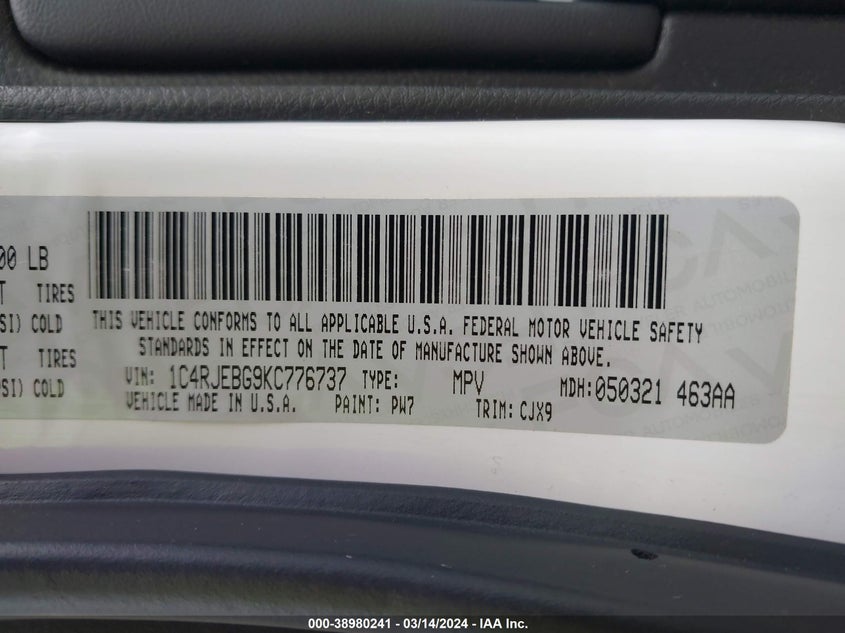 00 LB
T TIRES
SI) COLD
T TIRES
PSI) COLD
THIS VEHICLE CONFORMS TO ALL APPLICABLE U.S.A. FEDERAL MOTOR VEHICLE SAFETY
STANDARDS IN EFFECT ON THE DATE OF MANUFACTURE SHOWN ABOVE.
VIN: 1C4RJEBG9KC776737 TYPE: MPV MDH:050321 463AA
VEHICLE MADE IN U.S.A. PAINT: PW7 TRIM:CJX9
000-38980241 - 03/14/2024 - IAA Inc.